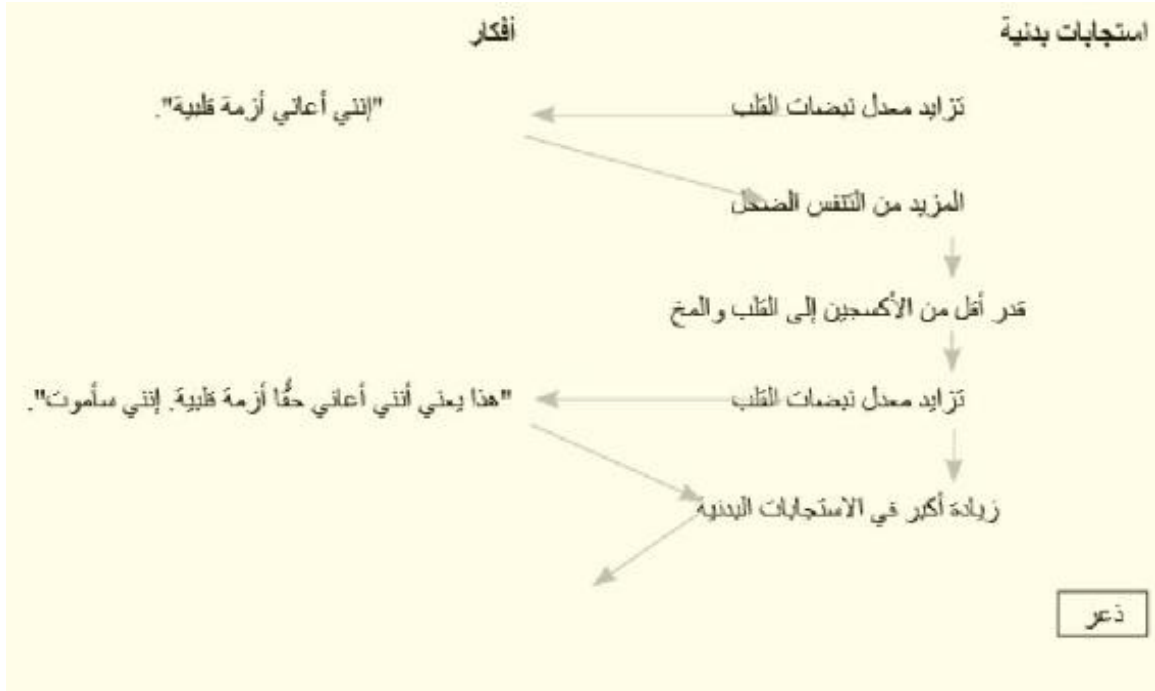 استجابات بدنية
أفكار
تزايد معدل نبضات القلب
"إنني أعاني أزمة قلبية".
المزيد من التنفس الضحل
قدر أقل من الأكسجين إلى القلب والمخ
تزايد معدل نبضات القلب
"هذا يعني أنني أعاني حقًّا أزمة قلبية. إنني سأموت".
زيادة أكبر في الاستجابات البدنية
ذعر